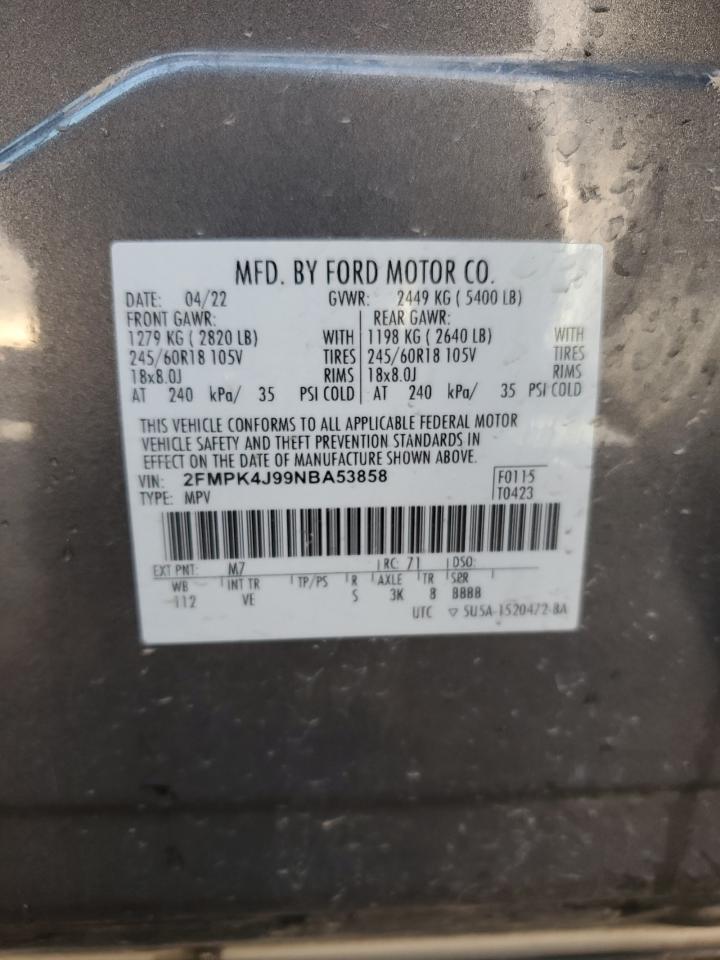 MFD. BY FORD MOTOR CO.
DATE: 04/22 GVWR: 2449 KG ( 5400 LB)
FRONT GAWR: REAR GAWR:
1279 KG ( 2820 LB) WITH 1198 KG ( 2640 LB) WITH
245/60R18 105V TIRES 245/60R18 105V TIRES
18x8.0J RIMS 18x8.0J RIMS
AT 240 kPa/ 35 PSI COLD AT 240 kPa/ 35 PSI COLD
THIS VEHICLE CONFORMS TO ALL APPLICABLE FEDERAL MOTOR
VEHICLE SAFETY AND THEFT PREVENTION STANDARDS IN
EFFECT ON THE DATE OF MANUFACTURE SHOWN ABOVE.
VIN: 2FMPK4J99NBA53858 F0115
TYPE: MPV T0423
EXT PNT: M7 RC: 71 DSO:
WB INT TR TP/PS R AXLE TR SPR
112 VE S 3K 8 BBBB
UTC ▽ 5U5A-1520472-BA